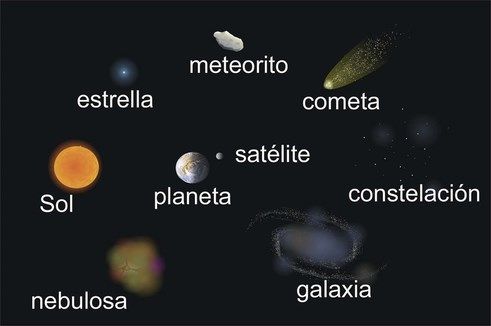 meteorito
estrella
cometa
satélite
Sol
planeta
constelación
nebulosa
galaxia